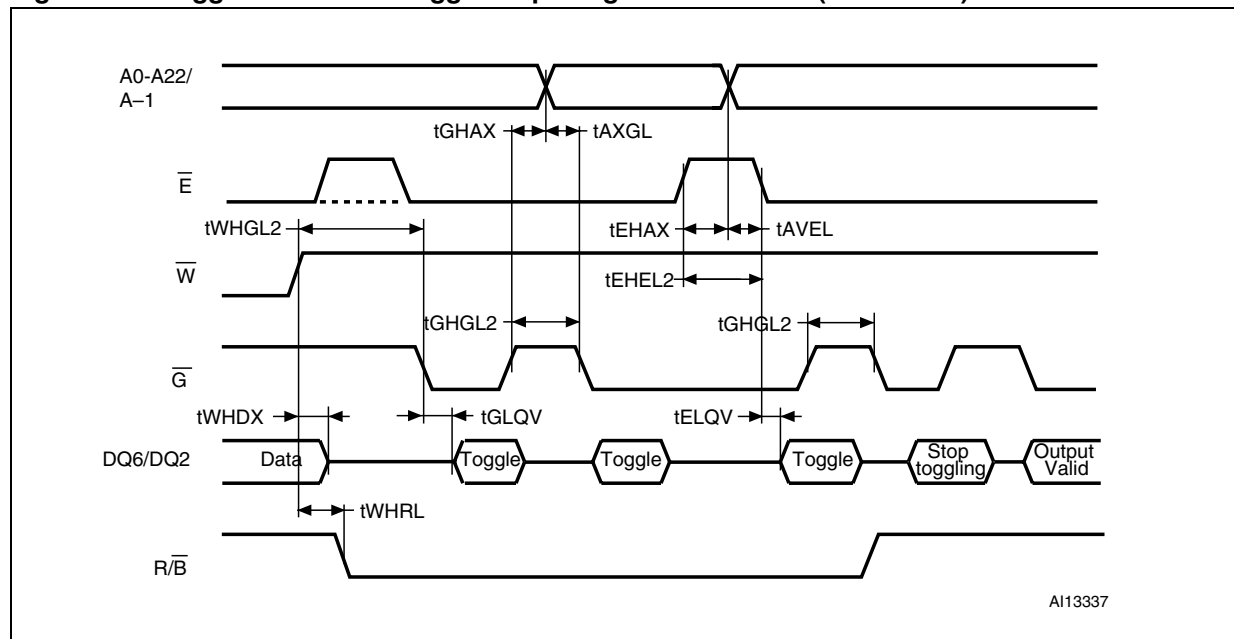 A0-A22/
A–1
tGHAX
tAXGL
E
tWHGL2
tEHAX
tAVEL
W
tEHEL2
tGHGL2
tGHGL2
G
tWHDX
tGLQV
tELQV
DQ6/DQ2
Data
Toggle
Toggle
Toggle
Stop
toggling
Output
Valid
tWHRL
R/B
AI13337